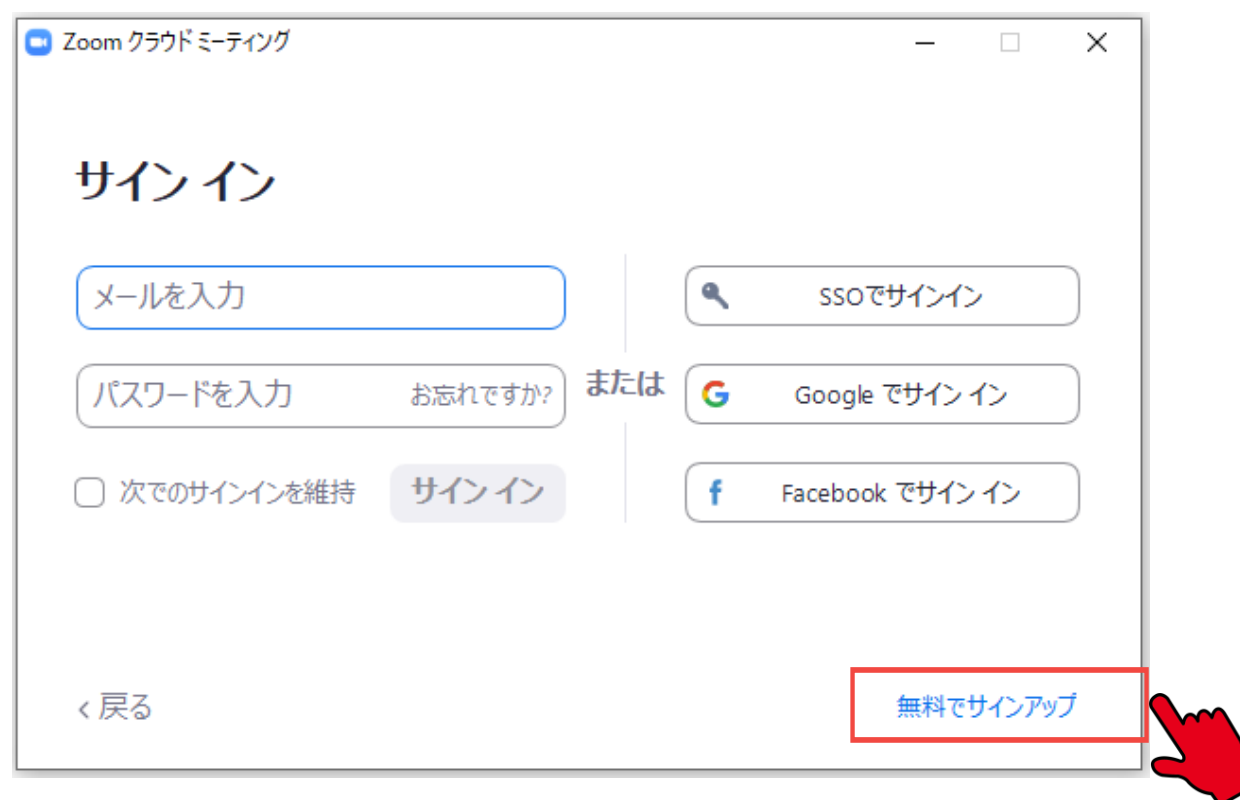 Zoom クラウド ミーティング
サイン イン
メールを入力
パスワードを入力 お忘れですか?
次でのサインインを維持 サイン イン
または
SSOでサインイン
Google でサイン イン
Facebook でサイン イン
< 戻る
無料でサインアップ